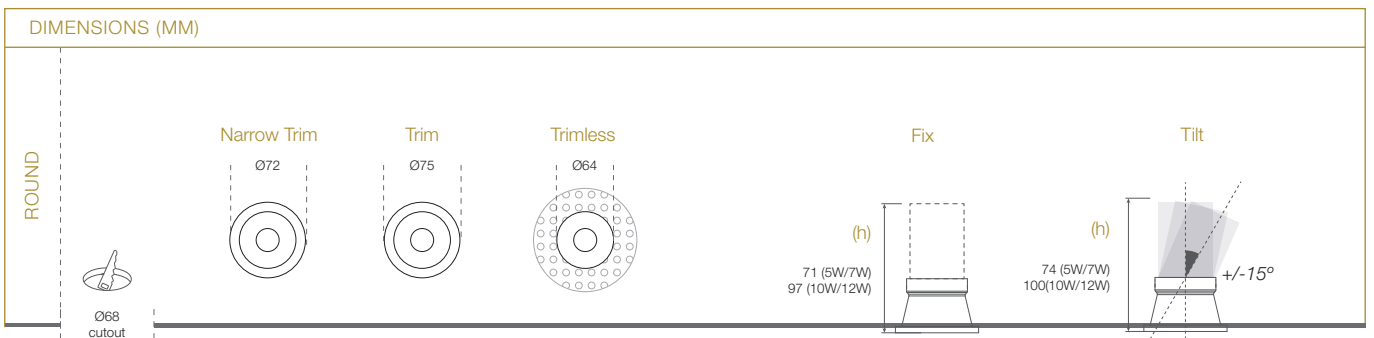 DIMENSIONS (MM)
ROUND
Narrow Trim
Trim
Trimless
Fix
Tilt
Ø72
Ø75
Ø64
(h)
71 (5W/7W)
97 (10W/12W)
(h)
74 (5W/7W)
100(10W/12W)
+/-15º
Ø68
cutout